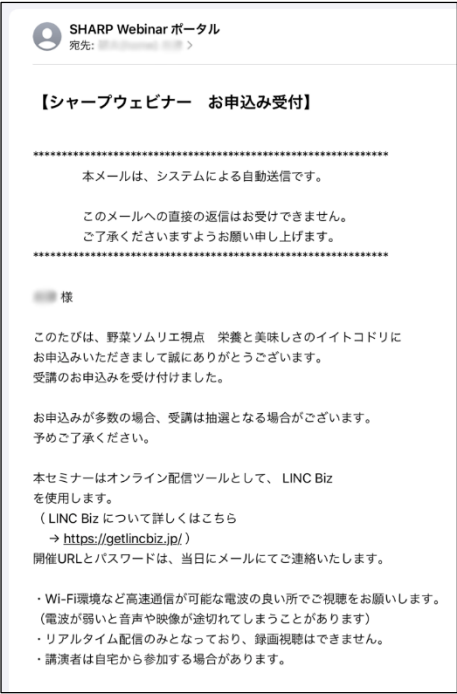 SHARP Webinar ポータル
宛先:
【シャープウェビナー　お申込み受付】
**************************************************************
本メールは、システムによる自動送信です。
このメールへの直接の返信はお受けできません。
ご了承くださいますようお願い申し上げます。
**************************************************************
様
このたびは、野菜ソムリエ視点　栄養と美味しさのイイトコドリに
お申込みいただきまして誠にありがとうございます。
受講のお申込みを受け付けました。
お申込みが多数の場合、受講は抽選となる場合がございます。
予めご了承ください。
本セミナーはオンライン配信ツールとして、 LINC Biz
を使用します。
（ LINC Biz について詳しくはこちら
→ https://getlincbiz.jp/ ）
開催URLとパスワードは、当日にメールにてご連絡いたします。
・Wi-Fi環境など高速通信が可能な電波の良い所でご視聴をお願いします。
（電波が弱いと音声や映像が途切れてしまうことがあります）
・リアルタイム配信のみとなっており、録画視聴はできません。
・講演者は自宅から参加する場合があります。